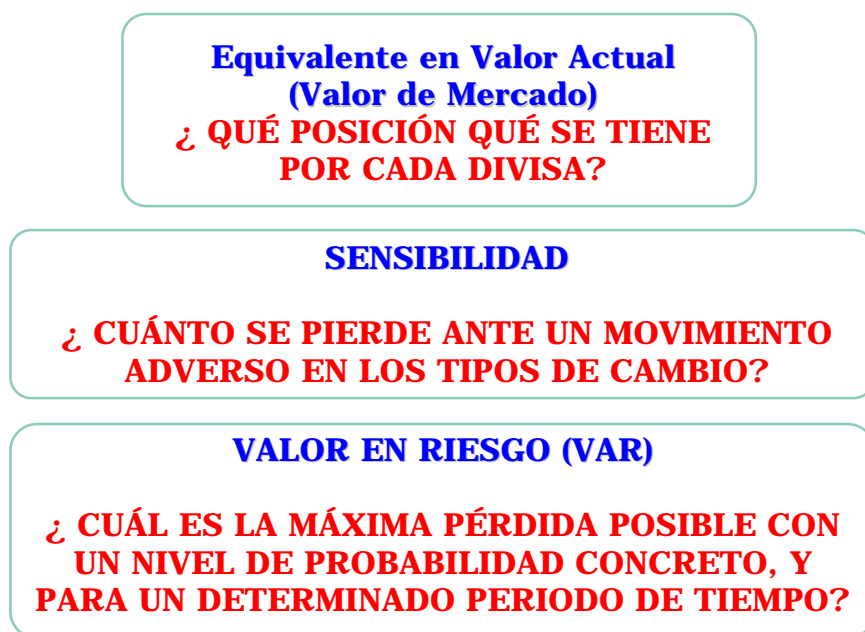 Equivalente en Valor Actual
(Valor de Mercado)
¿ QUÉ POSICIÓN QUÉ SE TIENE
POR CADA DIVISA?
SENSIBILIDAD
¿ CUÁNTO SE PIERDE ANTE UN MOVIMIENTO
ADVERSO EN LOS TIPOS DE CAMBIO?
VALOR EN RIESGO (VAR)
¿ CUÁL ES LA MÁXIMA PÉRDIDA POSIBLE CON
UN NIVEL DE PROBABILIDAD CONCRETO, Y
PARA UN DETERMINADO PERIODO DE TIEMPO?